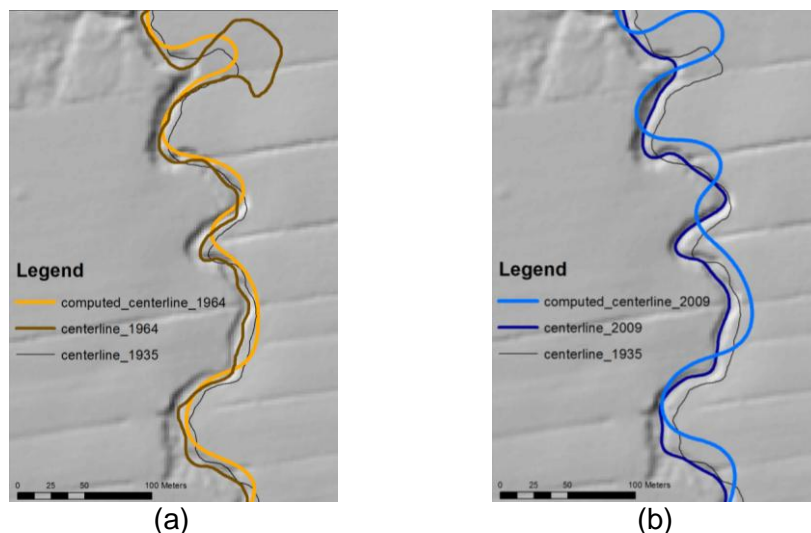 Legend
computed_centerline_1964
centerline_1964
centerline_1935
0 25 50 100 Meters
(a)
Legend
computed_centerline_2009
centerline_2009
centerline_1935
0 25 50 100 Meters
(b)